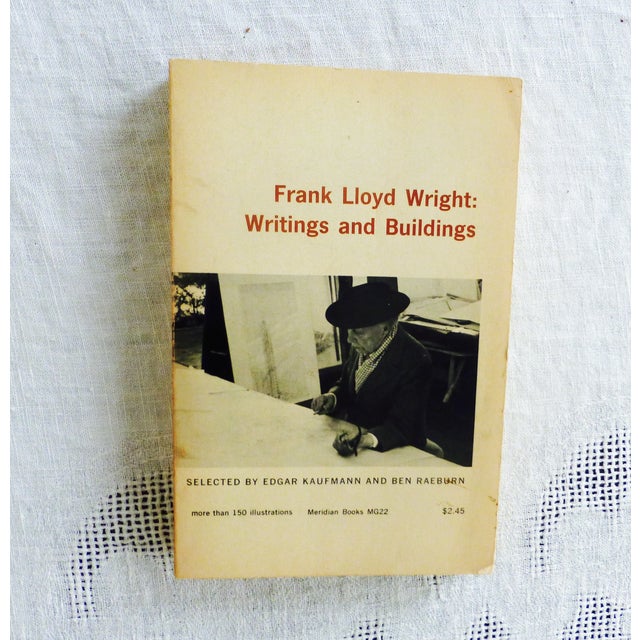 Frank Lloyd Wright:
Writings and Buildings
SELECTED BY EDGAR KAUFMANN AND BEN RAEBURN
more than 150 illustrations Meridian Books MG22 $2.45